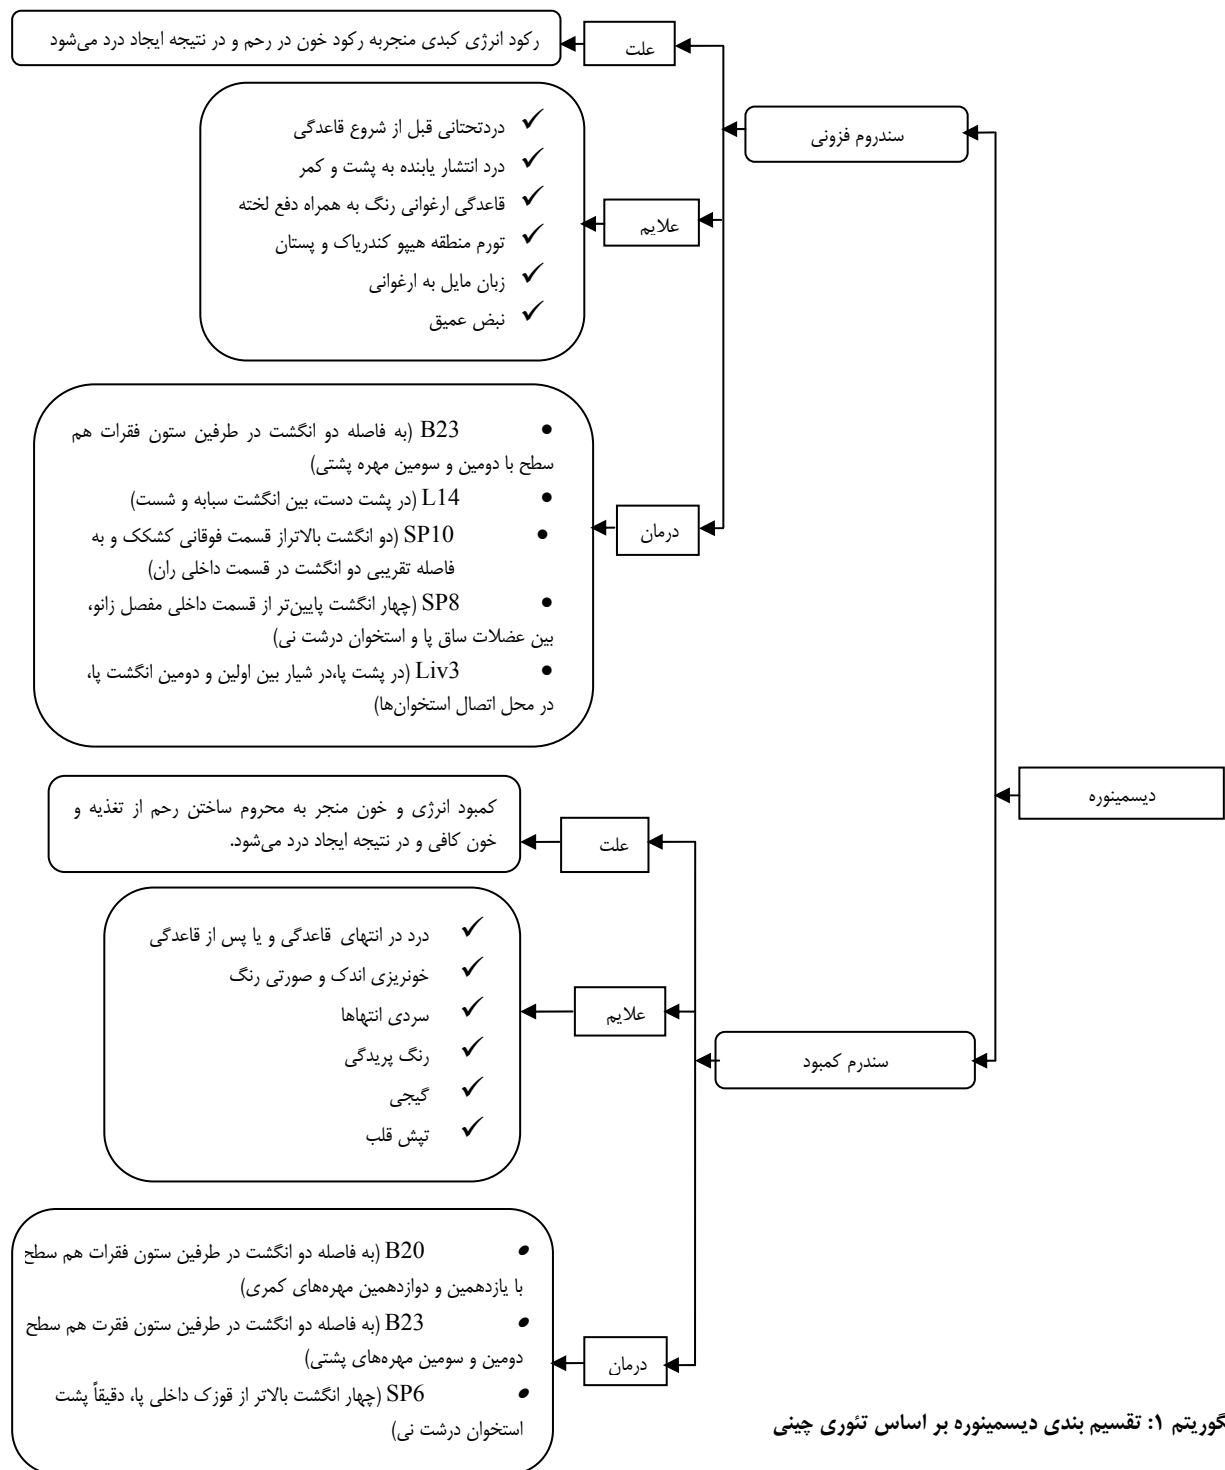 دیسمینوره
سندروم فزونی
علت
رکود انرژی کبدی منجربه رکود خون در رحم و در نتیجه ایجاد درد می‌شود
علایم
دردتحتانی قبل از شروع قاعدگی
درد انتشار یابنده به پشت و کمر
قاعدگی ارغوانی رنگ به همراه دفع لخته
تورم منطقه هیپو کندریاک و پستان
زبان مایل به ارغوانی
نبض عمیق
درمان
B23 (به فاصله دو انگشت در طرفین ستون فقرات هم
سطح با دومین و سومین مهره پشتی)
L14 (در پشت دست، بین انگشت سبابه و شست)
SP10 (دو انگشت بالاتراز قسمت فوقانی کشکک و به
فاصله تقریبی دو انگشت در قسمت داخلی ران)
SP8 (چهار انگشت پایین‌تر از قسمت داخلی مفصل زانو،
بین عضلات ساق پا و استخوان درشت نی)
Liv3 (در پشت پا،در شیار بین اولین و دومین انگشت پا،
در محل اتصال استخوان‌ها)
سندرم کمبود
علت
کمبود انرژی و خون منجر به محروم ساختن رحم از تغذیه و
خون کافی و در نتیجه ایجاد درد می‌شود.
علایم
درد در انتهای قاعدگی و یا پس از قاعدگی
خونریزی اندک و صورتی رنگ
سردی انتهاها
رنگ پریدگی
گیجی
تپش قلب
درمان
B20 (به فاصله دو انگشت در طرفین ستون فقرات هم سطح
با یازدهمین و دوازدهمین مهره‌های کمری)
B23 (به فاصله دو انگشت در طرفین ستون فقرت هم سطح
دومین و سومین مهره‌های پشتی)
SP6 (چهار انگشت بالاتر از قوزک داخلی پا، دقیقاً پشت
استخوان درشت نی)
گوریتم ۱: تقسیم بندی دیسمینوره بر اساس تئوری چینی